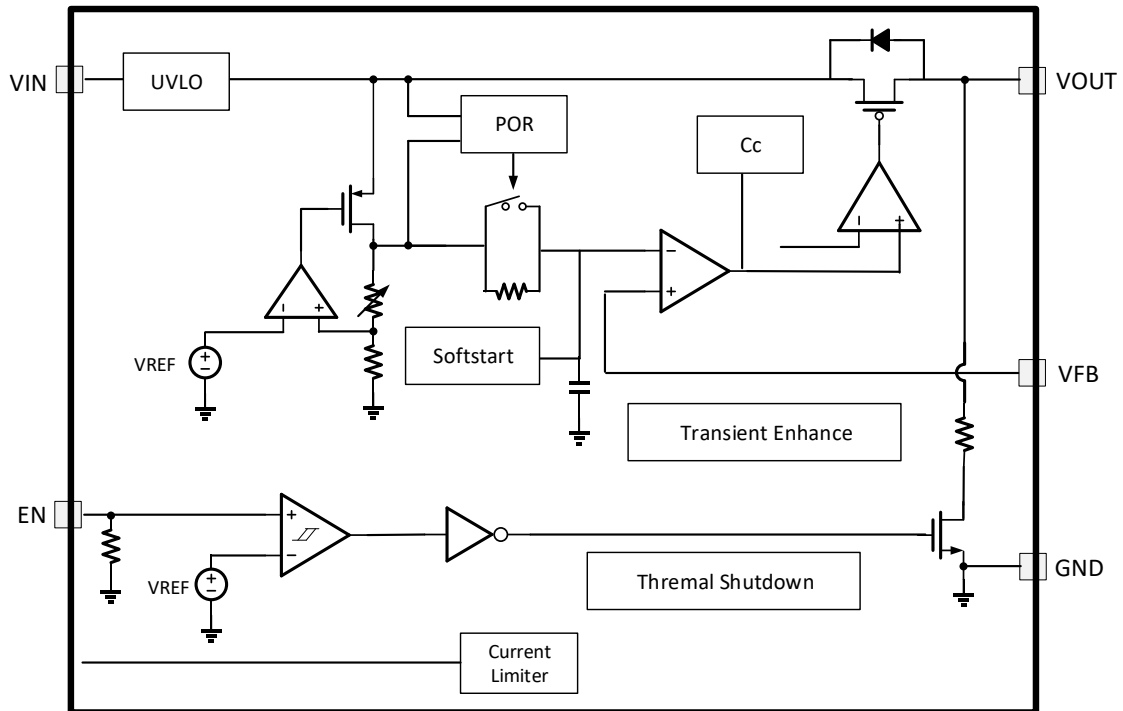 VIN
UVLO
VOUT
POR
Cc
VREF
Softstart
VFB
Transient Enhance
EN
VREF
Thremal Shutdown
GND
Current
Limiter